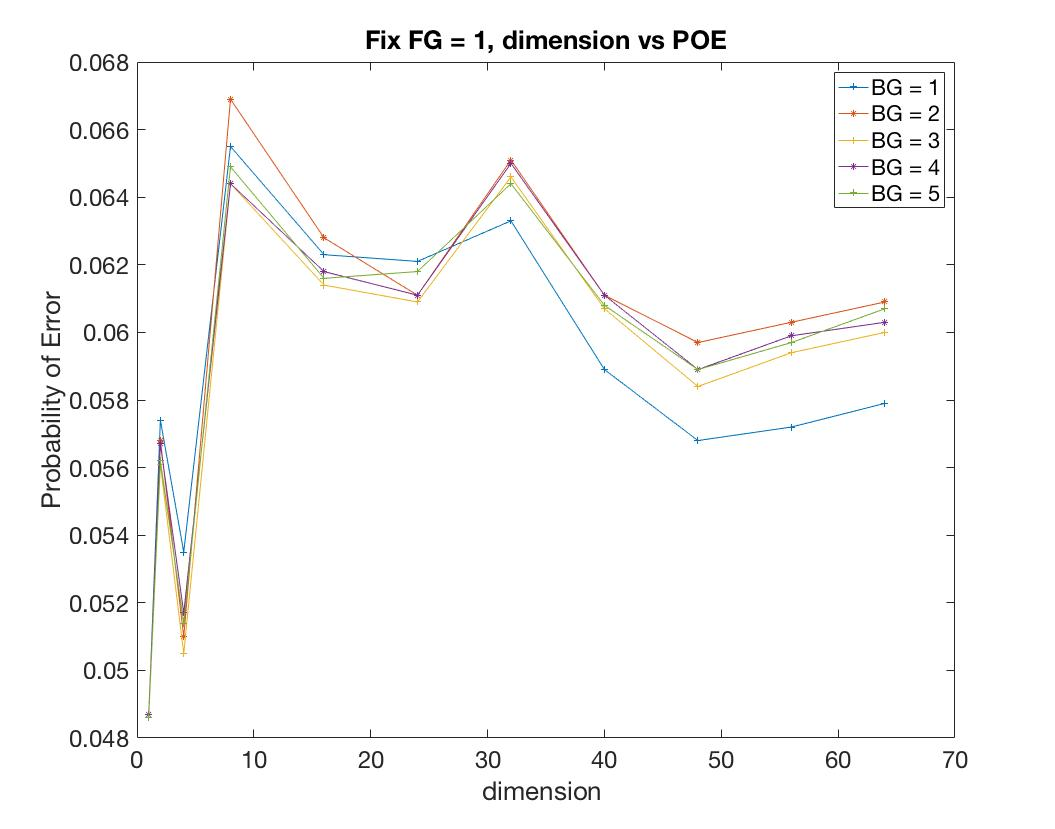 Fix FG = 1, dimension vs POE
0.068
0.066
0.064
0.062
0.06
0.058
0.056
0.054
0.052
0.05
0.048
Probability of Error
BG = 1
BG = 2
BG = 3
BG = 4
BG = 5
0
10
20
30
40
50
60
70
dimension